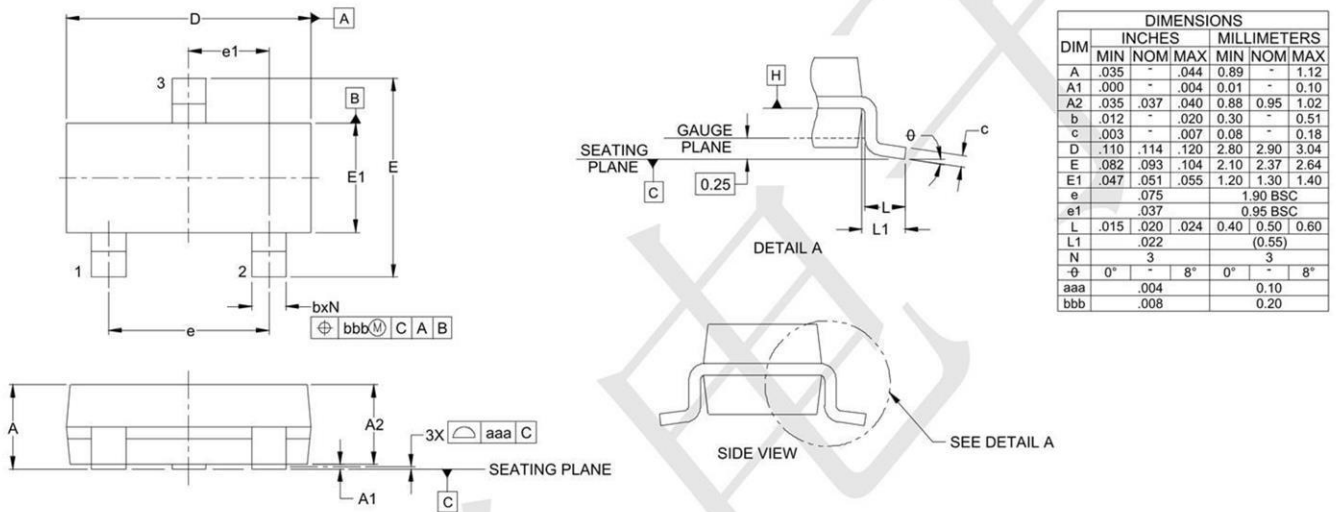 D
A
e1
3
B
E1
E
1
2
bxN
e
⌖ bbbⓂ C A B
H
GAUGE
PLANE
SEATING
PLANE
C
0.25
θ
c
L
L1
DETAIL A
DIMENSIONS
DIM INCHES MILLIMETERS
MIN NOM MAX MIN NOM MAX
A .035 - .044 0.89 - 1.12
A1 .000 - .004 0.01 - 0.10
A2 .035 .037 .040 0.88 0.95 1.02
b .012 - .020 0.30 - 0.51
c .003 - .007 0.08 - 0.18
D .110 .114 .120 2.80 2.90 3.04
E .082 .093 .104 2.10 2.37 2.64
E1 .047 .051 .055 1.20 1.30 1.40
e .075 1.90 BSC
e1 .037 0.95 BSC
L .015 .020 .024 0.40 0.50 0.60
L1 .022 (0.55)
N 3 3
θ 0° - 8° 0° - 8°
aaa .004 0.10
bbb .008 0.20
A
A2
3X ⌓ aaa C
SEATING PLANE
A1
C
SIDE VIEW
SEE DETAIL A